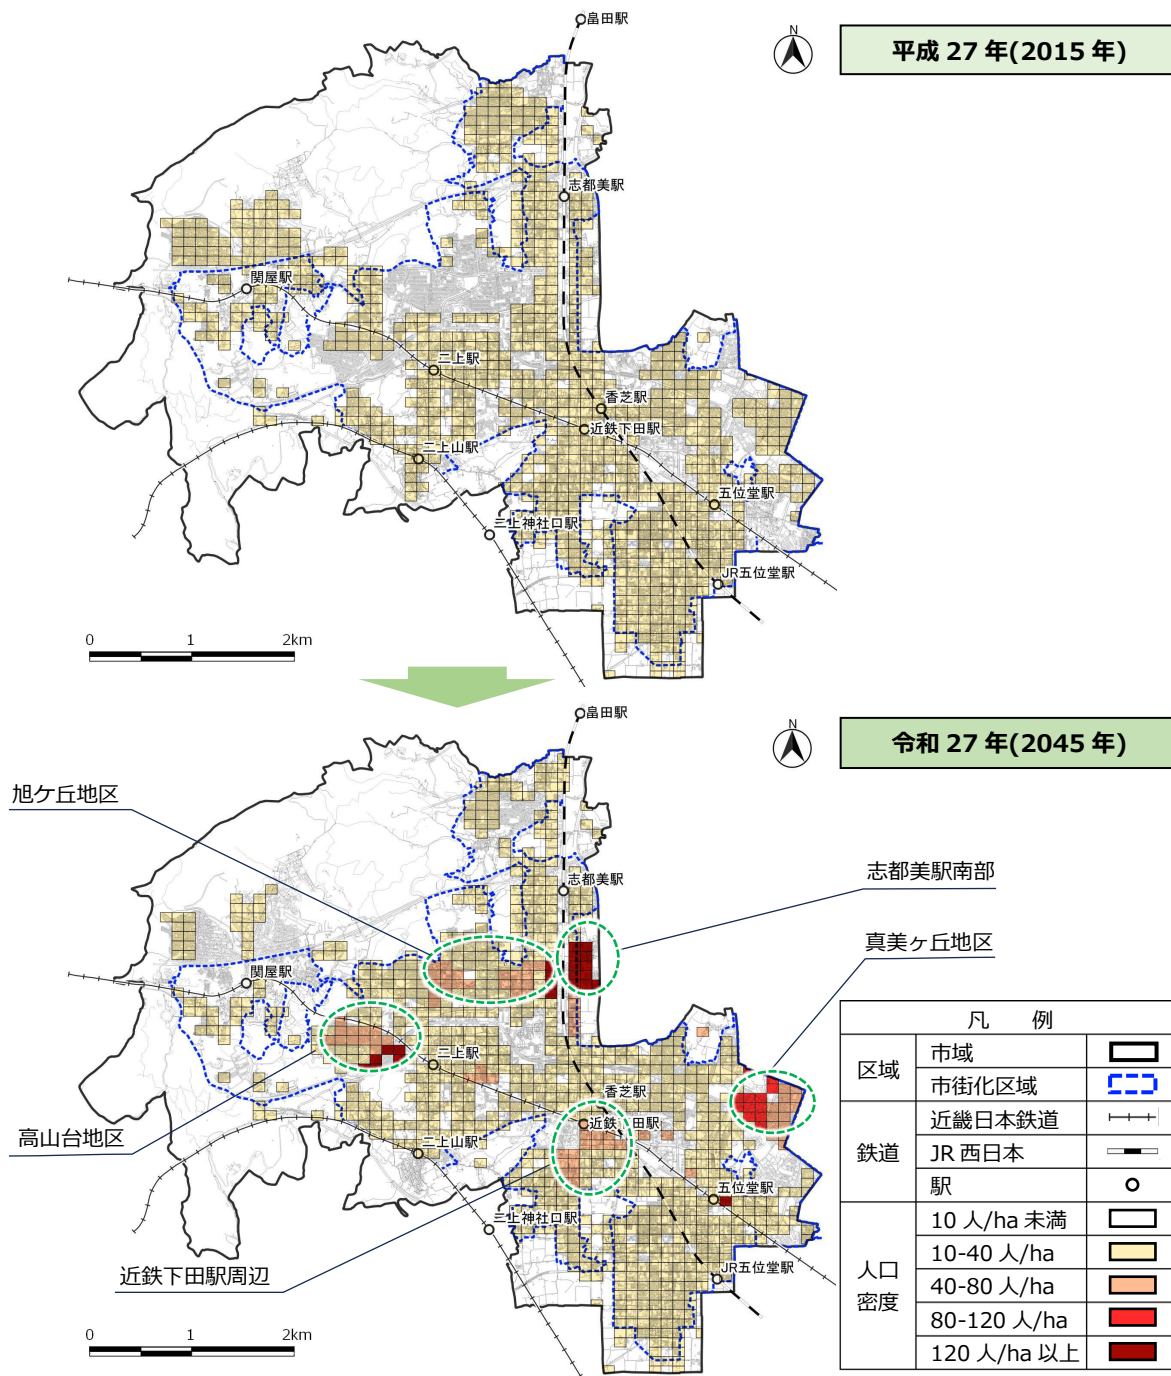 畠田駅
N
平成 27 年(2015 年)
志都美駅
関屋駅
二上駅
香芝駅
近鉄下田駅
二上山駅
五位堂駅
二上神社口駅
JR五位堂駅
0 1 2km
畠田駅
N
令和 27 年(2045 年)
旭ケ丘地区
志都美駅南部
志都美駅
真美ヶ丘地区
関屋駅
二上駅
香芝駅
近鉄下田駅
高山台地区
二上山駅
五位堂駅
二上神社口駅
近鉄下田駅周辺
JR五位堂駅
0 1 2km
凡 例
区域
市域
市街化区域
鉄道
近畿日本鉄道
JR 西日本
駅
人口
密度
10 人/ha 未満
10-40 人/ha
40-80 人/ha
80-120 人/ha
120 人/ha 以上